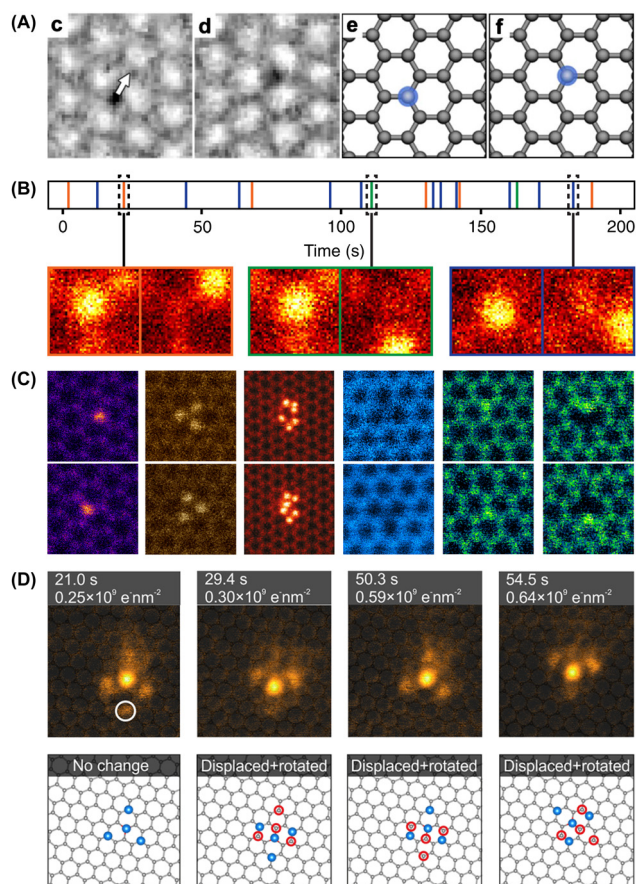 (A)
c
d
e
f
(B)
0
50
100
150
200
Time (s)
(C)
(D)
21.0 s
0.25×10⁹ e⁻nm⁻²
29.4 s
0.30×10⁹ e⁻nm⁻²
50.3 s
0.59×10⁹ e⁻nm⁻²
54.5 s
0.64×10⁹ e⁻nm⁻²
No change
Displaced+rotated
Displaced+rotated
Displaced+rotated